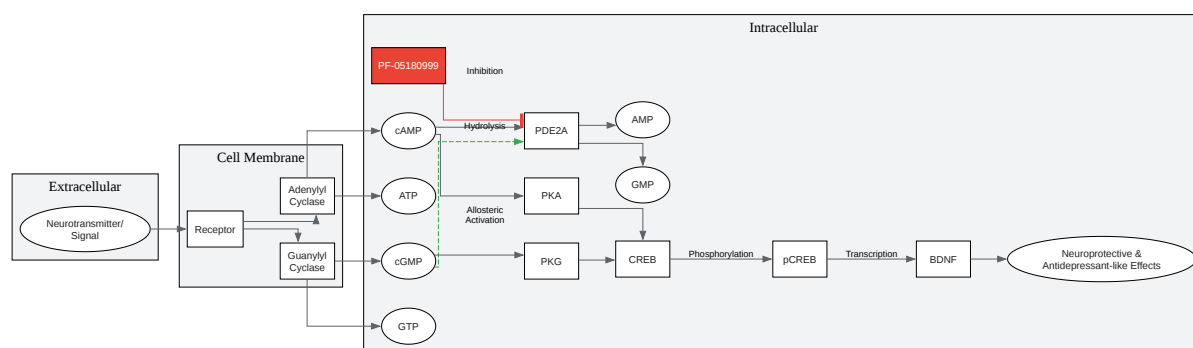 Intracellular
PF-05180999
Inhibition
cAMP
Hydrolysis
PDE2A
AMP
Cell Membrane
Extracellular
Adenylyl
Cyclase
ATP
PKA
GMP
Neurotransmitter/
Signal
Receptor
Allosteric
Activation
Guanylyl
Cyclase
cGMP
PKG
CREB
Phosphorylation
pCREB
Transcription
BDNF
Neuroprotective &
Antidepressant-like Effects
GTP